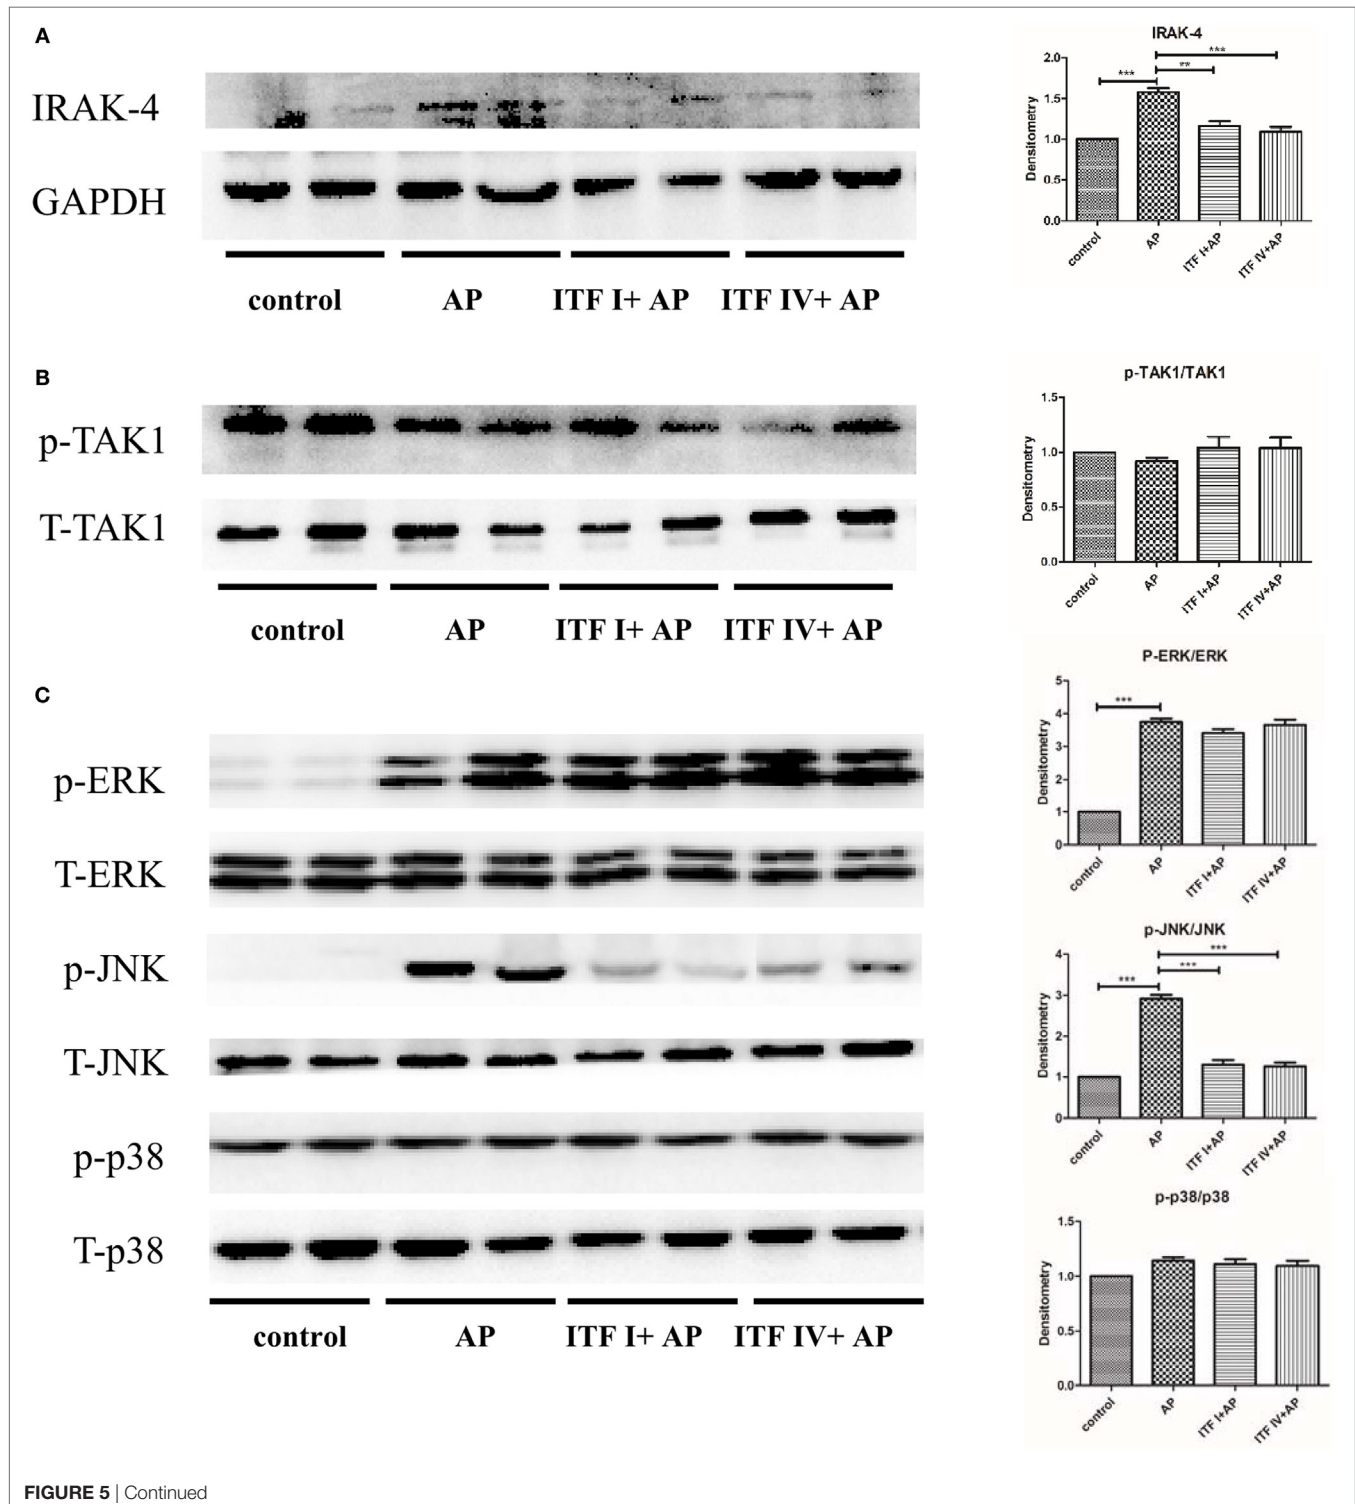 A
IRAK-4
GAPDH
control AP ITF I+ AP ITF IV+ AP
IRAK-4
Densitometry
2.0
1.5
1.0
0.5
0.0
***
**
***
control AP ITF I+AP ITF IV+AP
B
p-TAK1
T-TAK1
control AP ITF I+ AP ITF IV+ AP
p-TAK1/TAK1
Densitometry
1.5
1.0
0.5
0.0
control AP ITF I+AP ITF IV+AP
C
p-ERK
T-ERK
p-JNK
T-JNK
p-p38
T-p38
control AP ITF I+ AP ITF IV+ AP
P-ERK/ERK
Densitometry
5
4
3
2
1
0
***
control AP ITF I+AP ITF IV+AP
p-JNK/JNK
Densitometry
4
3
2
1
0
***
***
***
control AP ITF I+AP ITF IV+AP
p-p38/p38
Densitometry
1.5
1.0
0.5
0.0
control AP ITF I+AP ITF IV+AP
FIGURE 5 | Continued